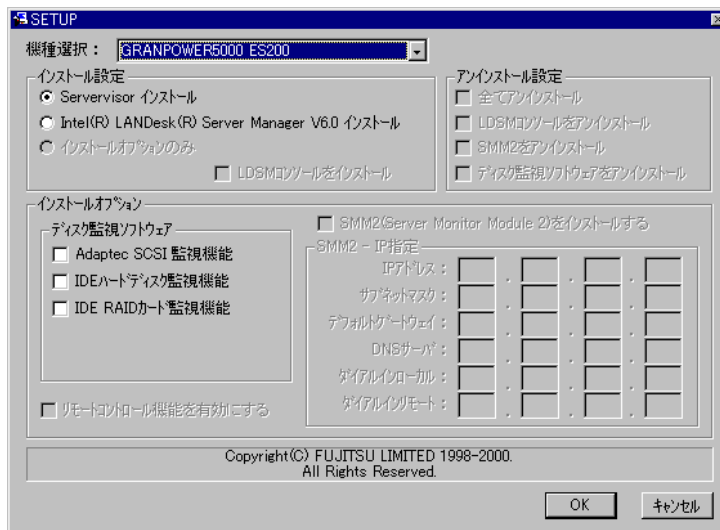 SETUP
機種選択： GRANPOWER5000 ES200
インストール設定
Servervisor インストール
Intel(R) LANDesk(R) Server Manager V6.0 インストール
インストールオプションのみ
LDSMコンソールをインストール
アンインストール設定
全てアンインストール
LDSMコンソールをアンインストール
SMM2をアンインストール
ディスク監視ソフトウェアをアンインストール
インストールオプション
ディスク監視ソフトウェア
Adaptec SCSI 監視機能
IDEハードディスク監視機能
IDE RAIDカード監視機能
リモートコントロール機能を有効にする
SMM2(Server Monitor Module 2)をインストールする
SMM2 - IP指定
IPアドレス： . . .
サブネットマスク： . . .
デフォルトゲートウェイ： . . .
DNSサーバ： . . .
ダイアルインローカル： . . .
ダイアルインリモート： . . .
Copyright(C) FUJITSU LIMITED 1998-2000.
All Rights Reserved.
OK キャンセル